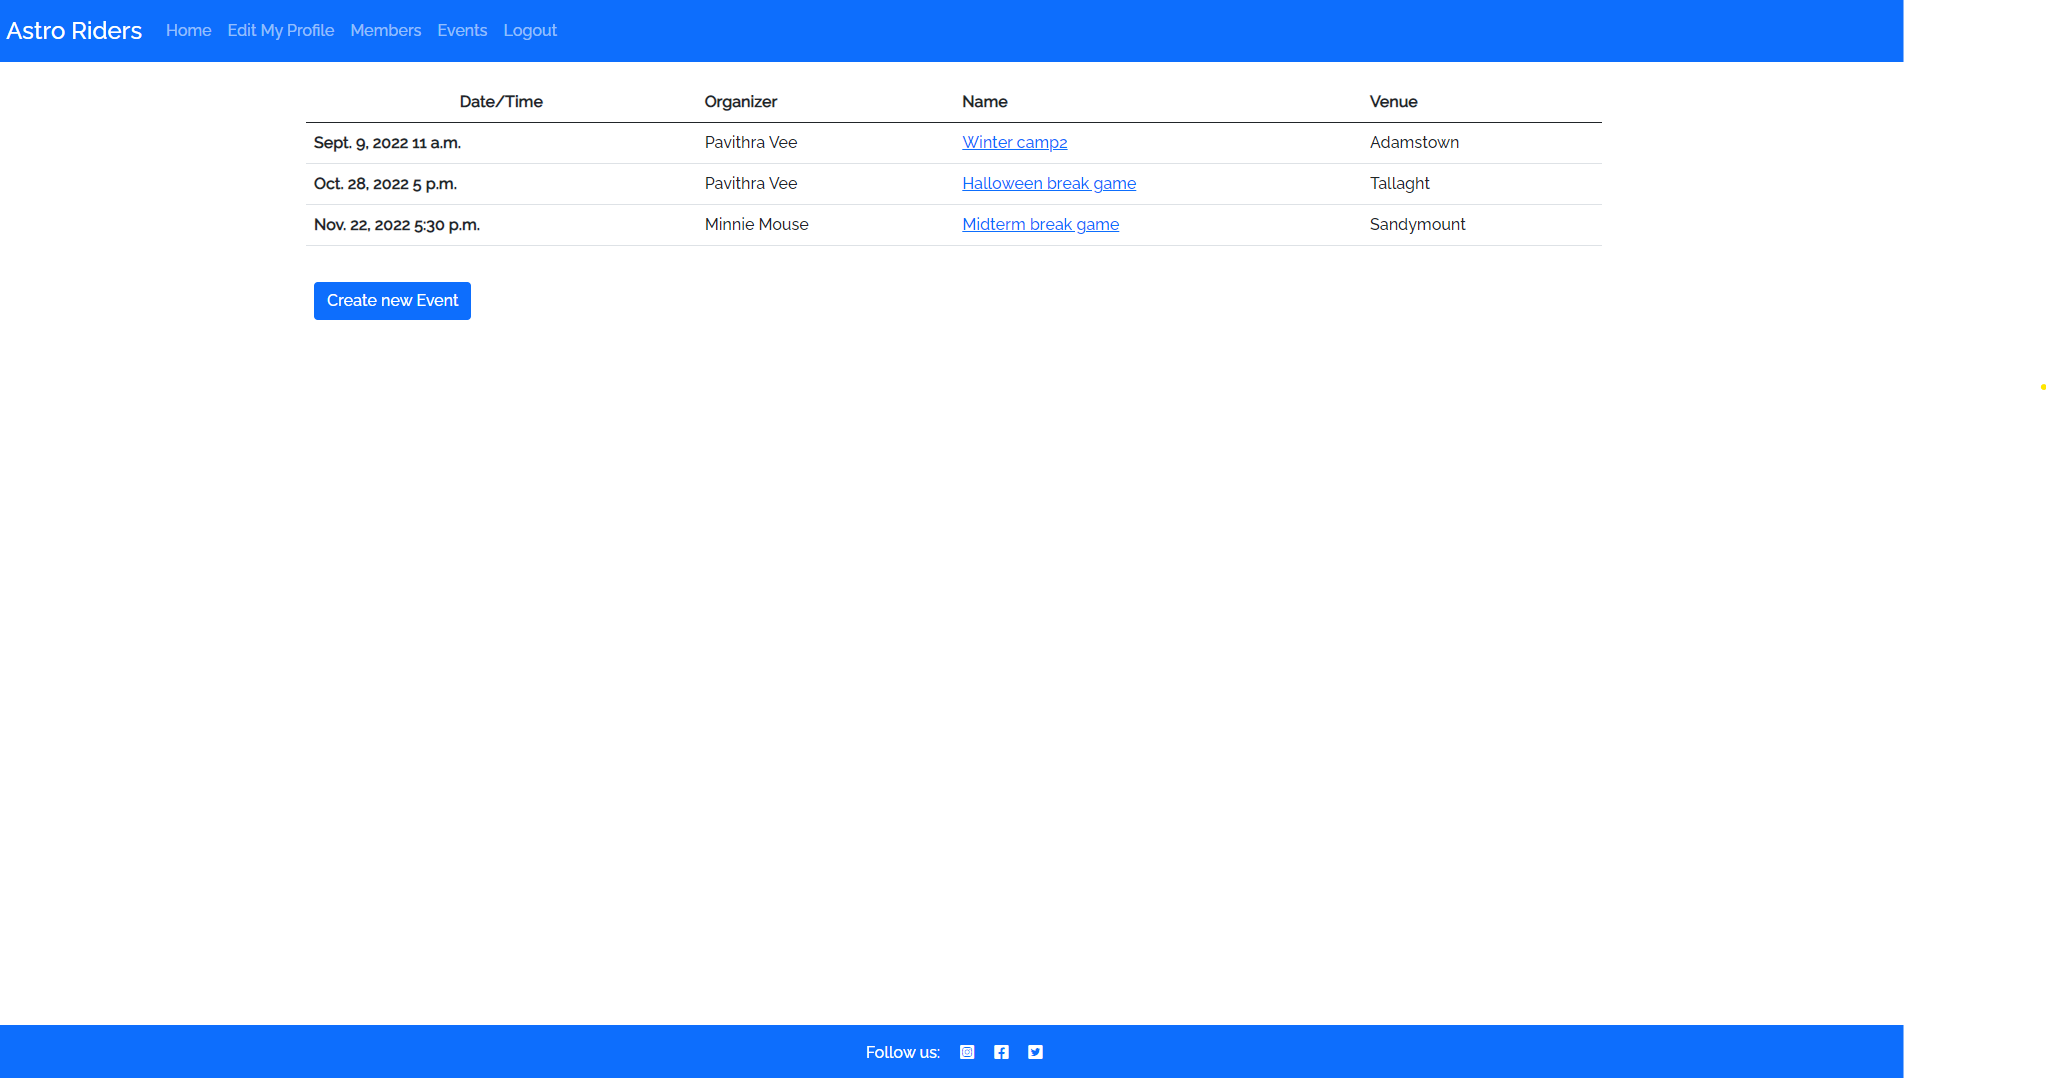 Astro Riders Home Edit My Profile Members Events Logout
Date/Time Organizer Name Venue
Sept. 9, 2022 11 a.m. Pavithra Vee Winter camp2 Adamstown
Oct. 28, 2022 5 p.m. Pavithra Vee Halloween break game Tallaght
Nov. 22, 2022 5:30 p.m. Minnie Mouse Midterm break game Sandymount
Create new Event
Follow us: